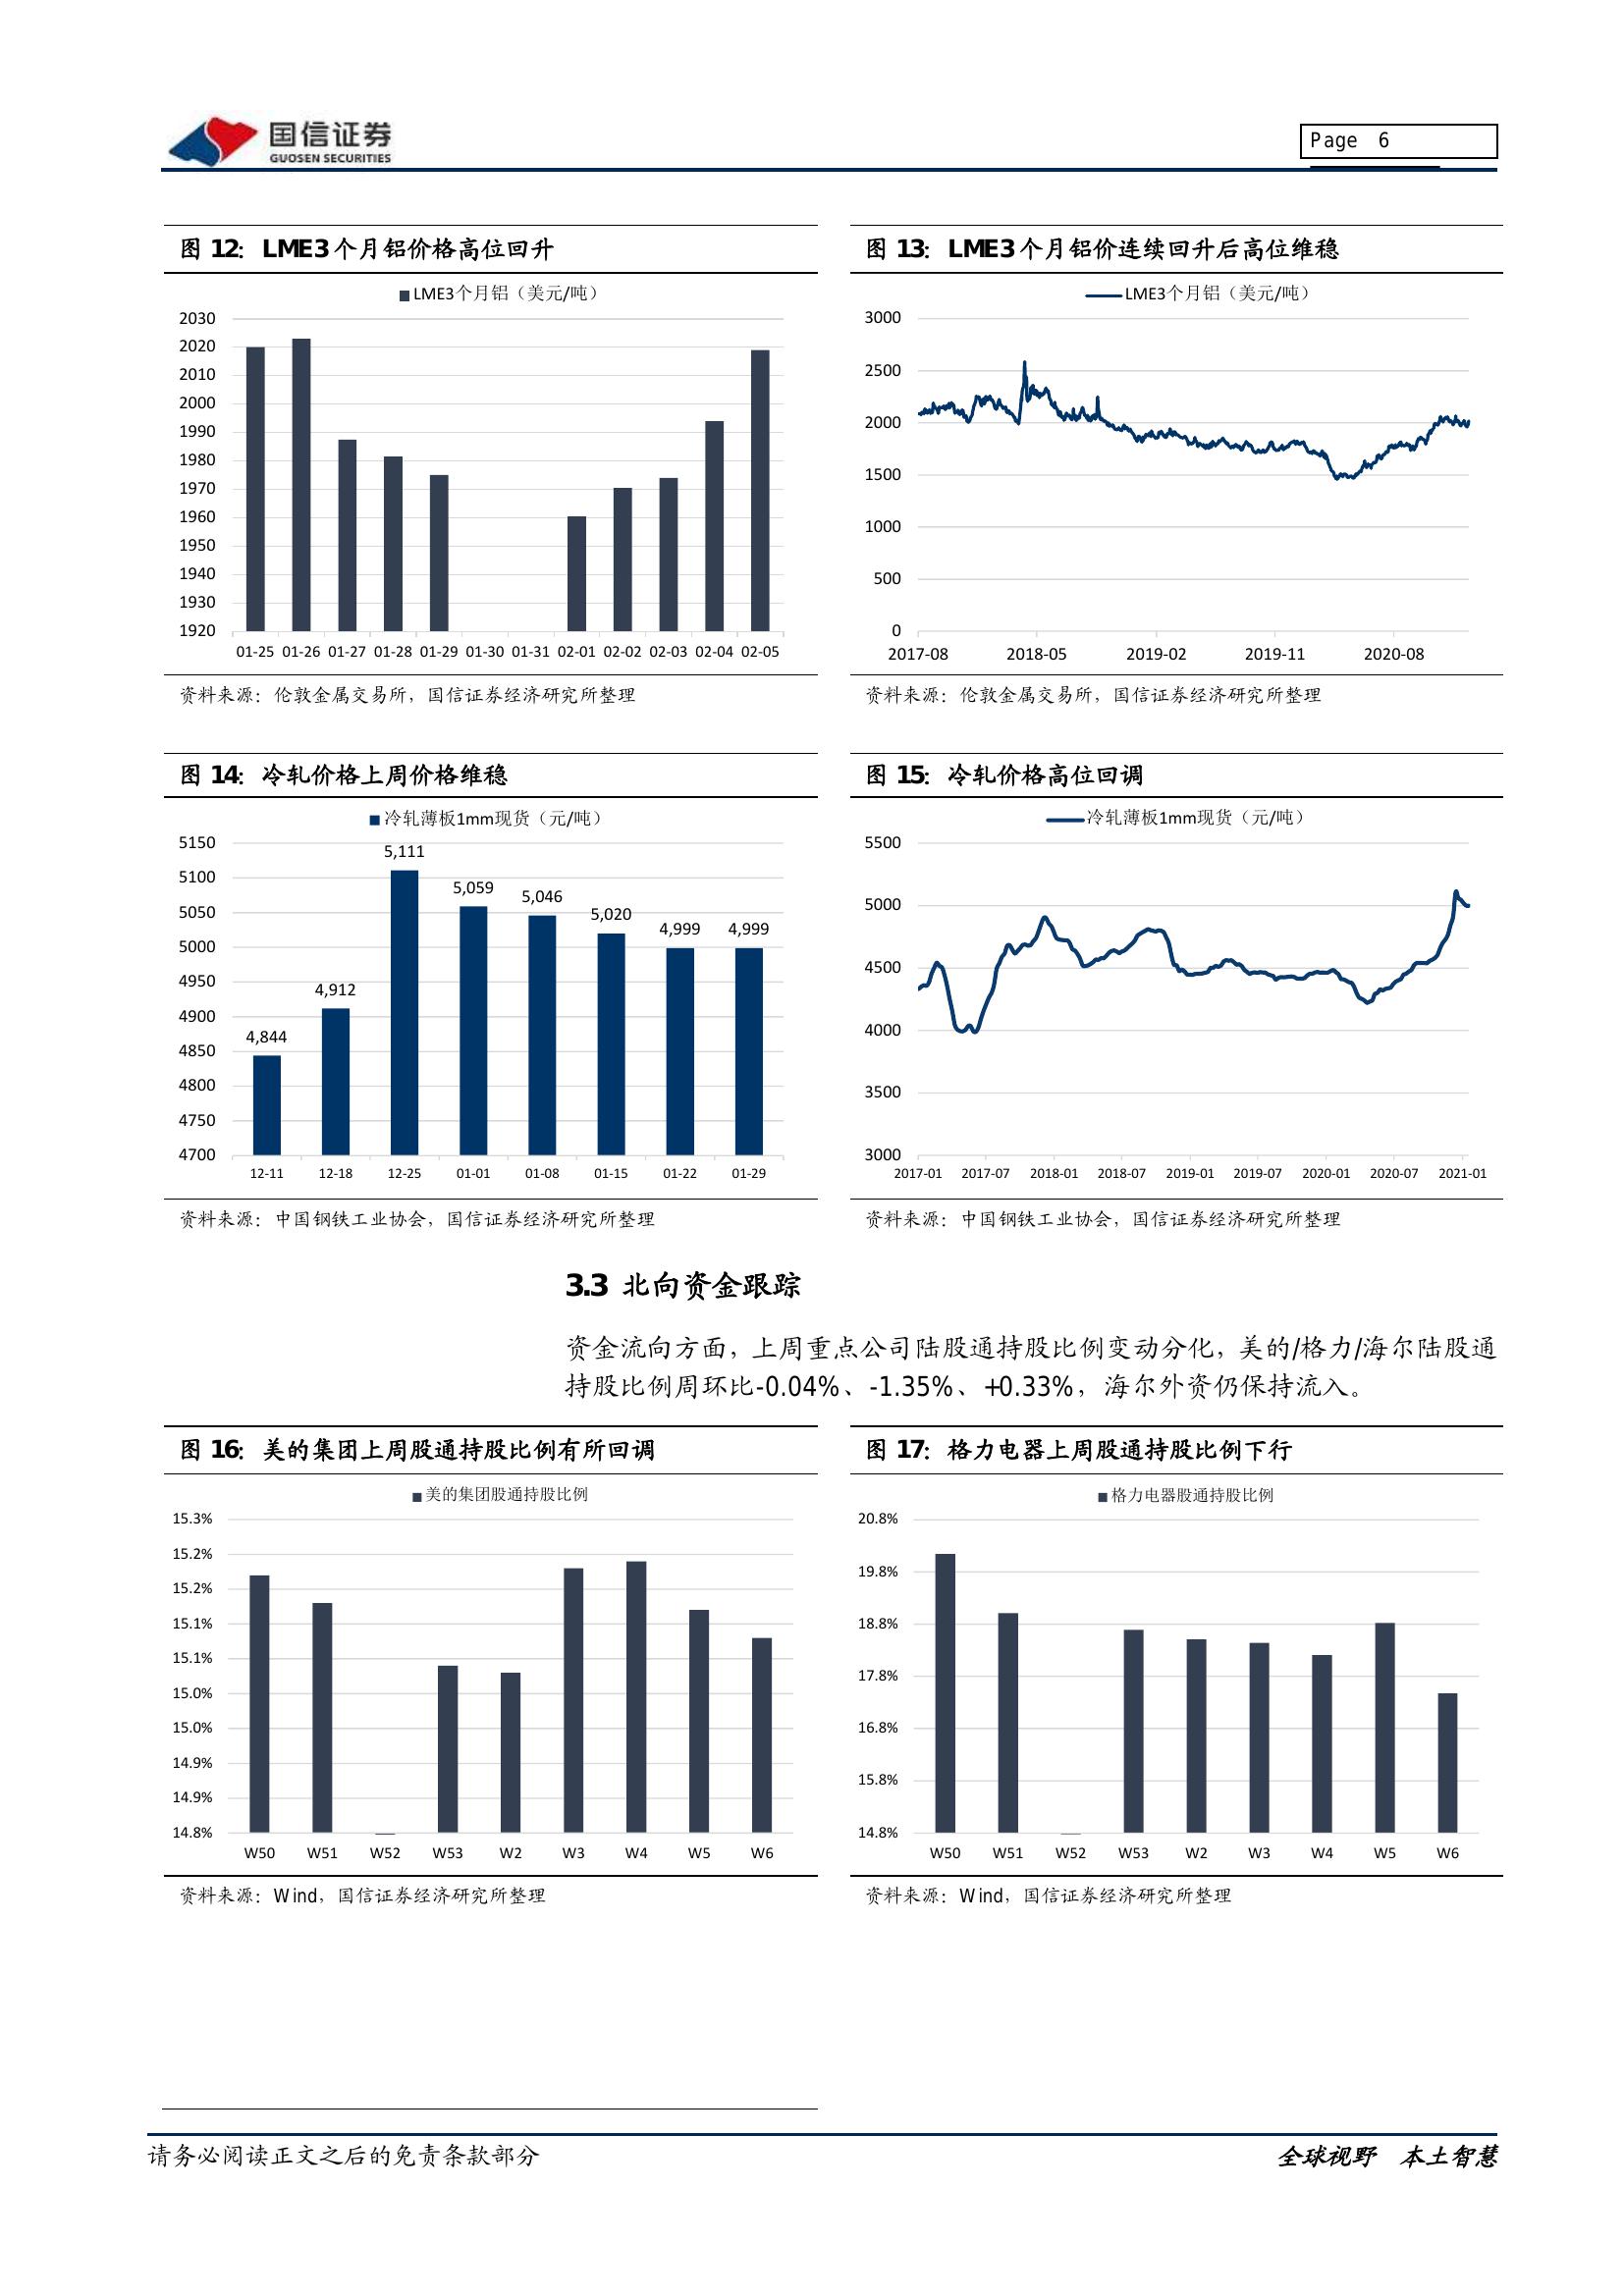 国信证券
GUOSEN SECURITIES
Page 6
图 12: LME3 个月铝价格高位回升
LME3个月铝（美元/吨）
2030
2020
2010
2000
1990
1980
1970
1960
1950
1940
1930
1920
01-25 01-26 01-27 01-28 01-29 01-30 01-31 02-01 02-02 02-03 02-04 02-05
资料来源：伦敦金属交易所，国信证券经济研究所整理
图 13: LME3 个月铝价连续回升后高位维稳
LME3个月铝（美元/吨）
3000
2500
2000
1500
1000
500
0
2017-08 2018-05 2019-02 2019-11 2020-08
资料来源：伦敦金属交易所，国信证券经济研究所整理
图 14: 冷轧价格上周价格维稳
冷轧薄板1mm现货（元/吨）
5150
5100
5050
5000
4950
4900
4850
4800
4750
4700
4,844
4,912
5,111
5,059
5,046
5,020
4,999
4,999
12-11 12-18 12-25 01-01 01-08 01-15 01-22 01-29
资料来源：中国钢铁工业协会，国信证券经济研究所整理
图 15: 冷轧价格高位回调
冷轧薄板1mm现货（元/吨）
5500
5000
4500
4000
3500
3000
2017-01 2017-07 2018-01 2018-07 2019-01 2019-07 2020-01 2020-07 2021-01
资料来源：中国钢铁工业协会，国信证券经济研究所整理
3.3 北向资金跟踪
资金流向方面，上周重点公司陆股通持股比例变动分化，美的/格力/海尔陆股通
持股比例周环比-0.04%、-1.35%、+0.33%，海尔外资仍保持流入。
图 16: 美的集团上周股通持股比例有所回调
美的集团股通持股比例
15.3%
15.2%
15.2%
15.1%
15.1%
15.0%
15.0%
14.9%
14.9%
14.8%
W50 W51 W52 W53 W2 W3 W4 W5 W6
资料来源：Wind，国信证券经济研究所整理
图 17: 格力电器上周股通持股比例下行
格力电器股通持股比例
20.8%
19.8%
18.8%
17.8%
16.8%
15.8%
14.8%
W50 W51 W52 W53 W2 W3 W4 W5 W6
资料来源：Wind，国信证券经济研究所整理
请务必阅读正文之后的免责条款部分
全球视野 本土智慧